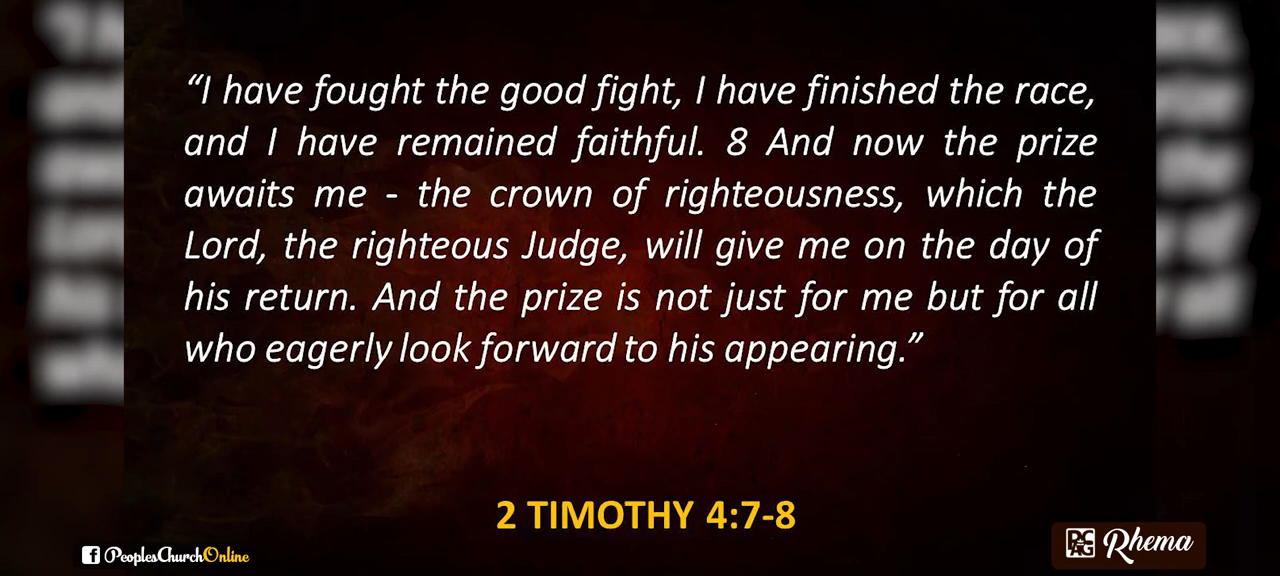 “I have fought the good fight, I have finished the race,
and I have remained faithful. 8 And now the prize
awaits me - the crown of righteousness, which the
Lord, the righteous Judge, will give me on the day of
his return. And the prize is not just for me but for all
who eagerly look forward to his appearing.”
2 TIMOTHY 4:7-8
f PeoplesChurchOnline
PC AG Rhema